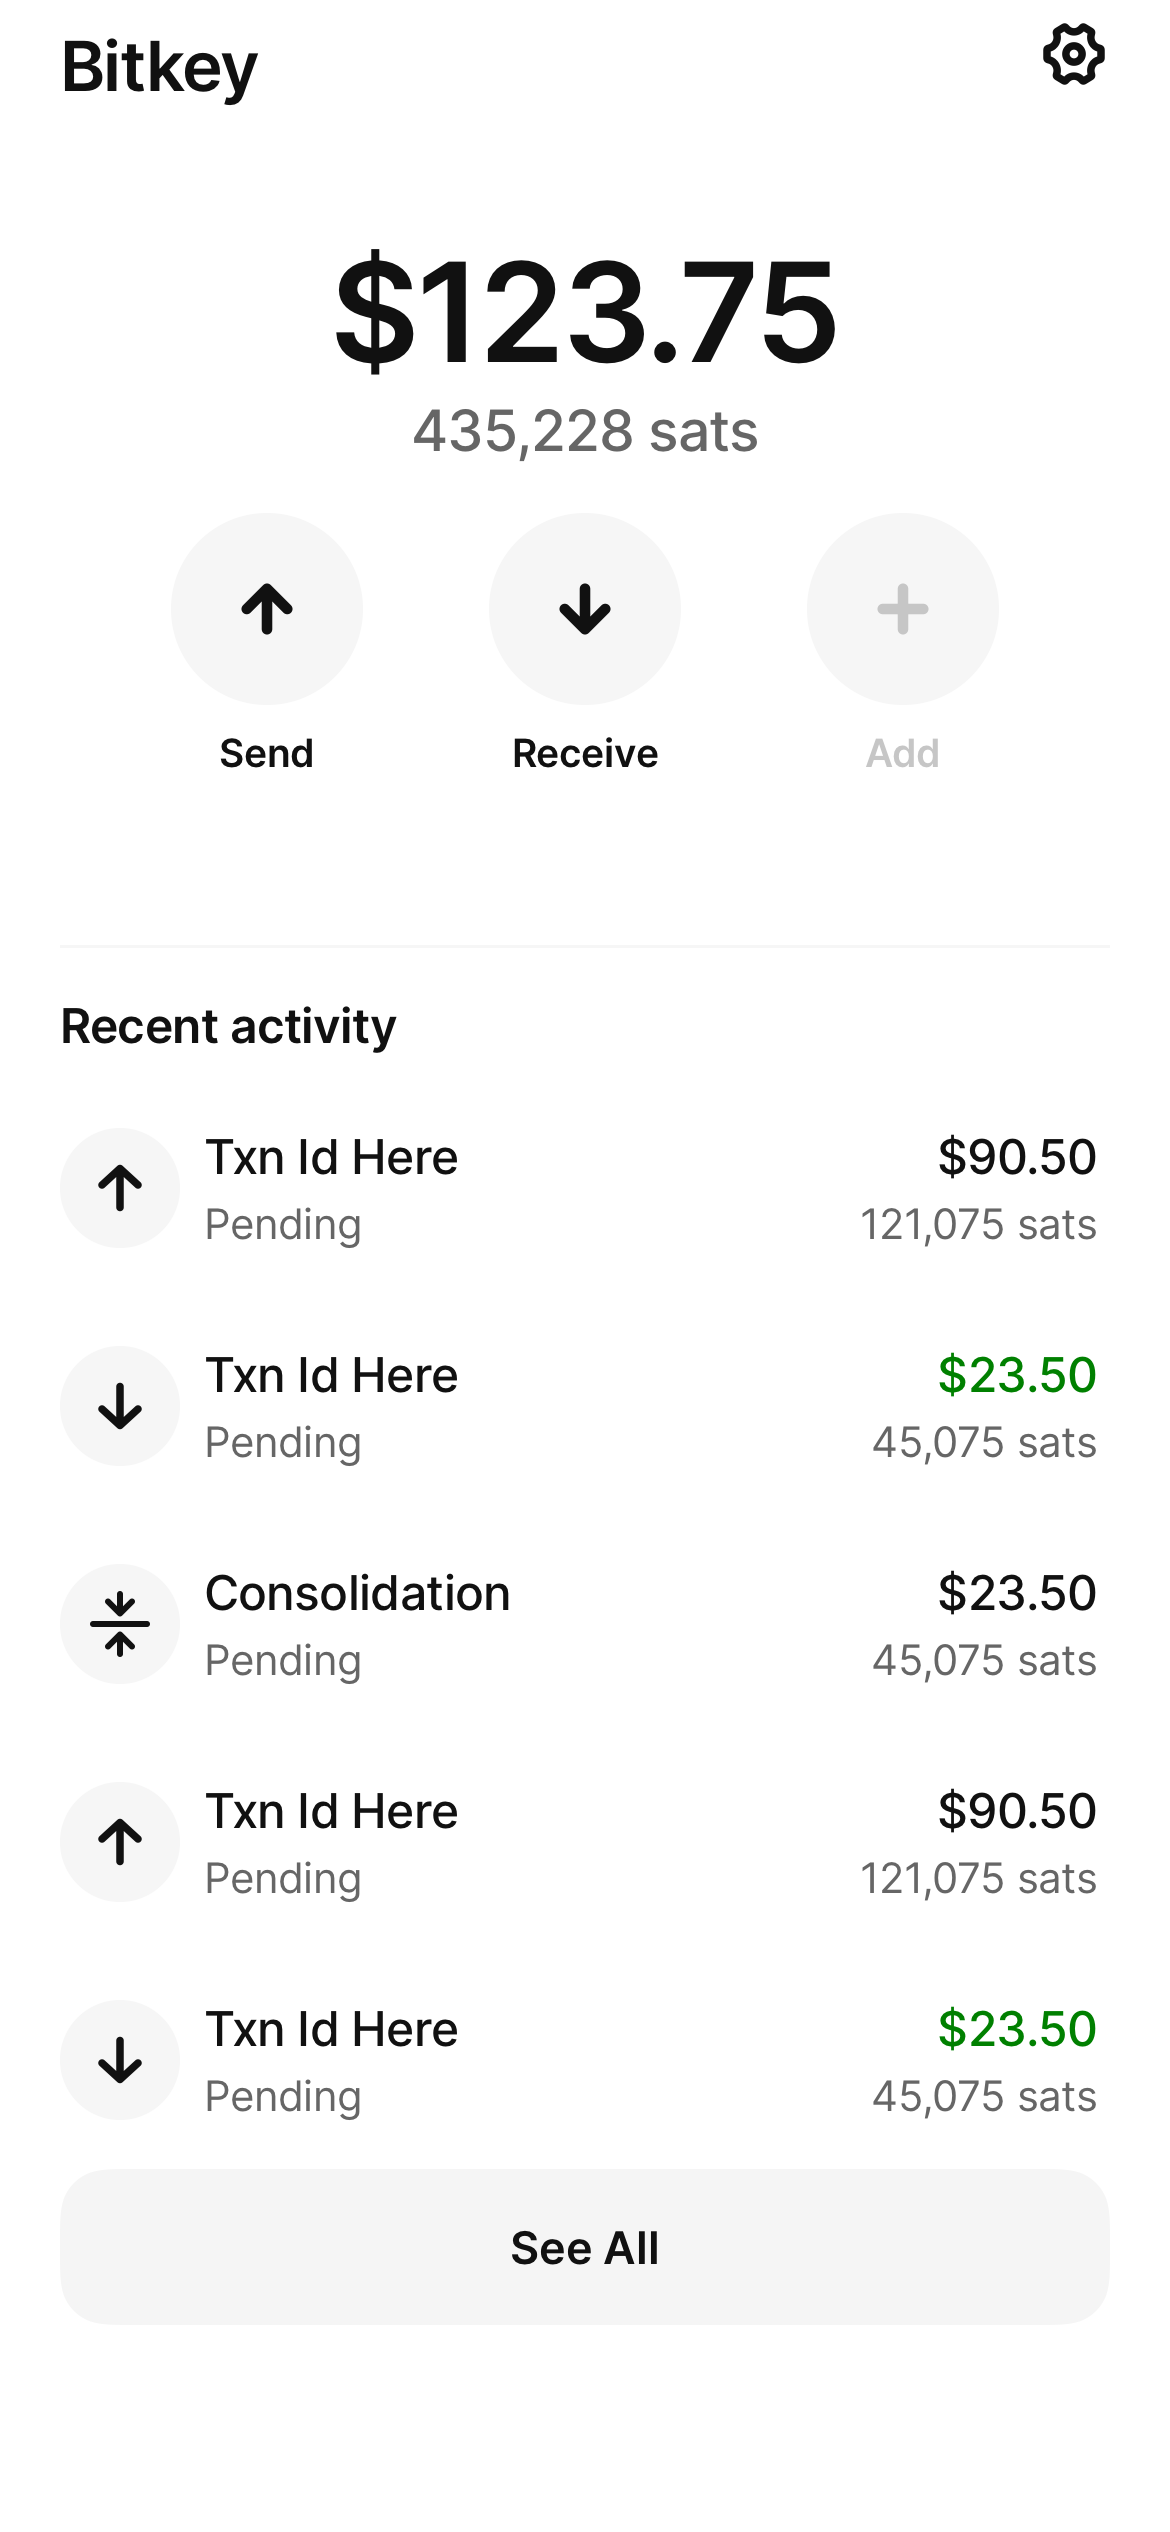 Bitkey
$123.75
435,228 sats
Send Receive Add
Recent activity
Txn Id Here $90.50
Pending 121,075 sats
Txn Id Here $23.50
Pending 45,075 sats
Consolidation $23.50
Pending 45,075 sats
Txn Id Here $90.50
Pending 121,075 sats
Txn Id Here $23.50
Pending 45,075 sats
See All